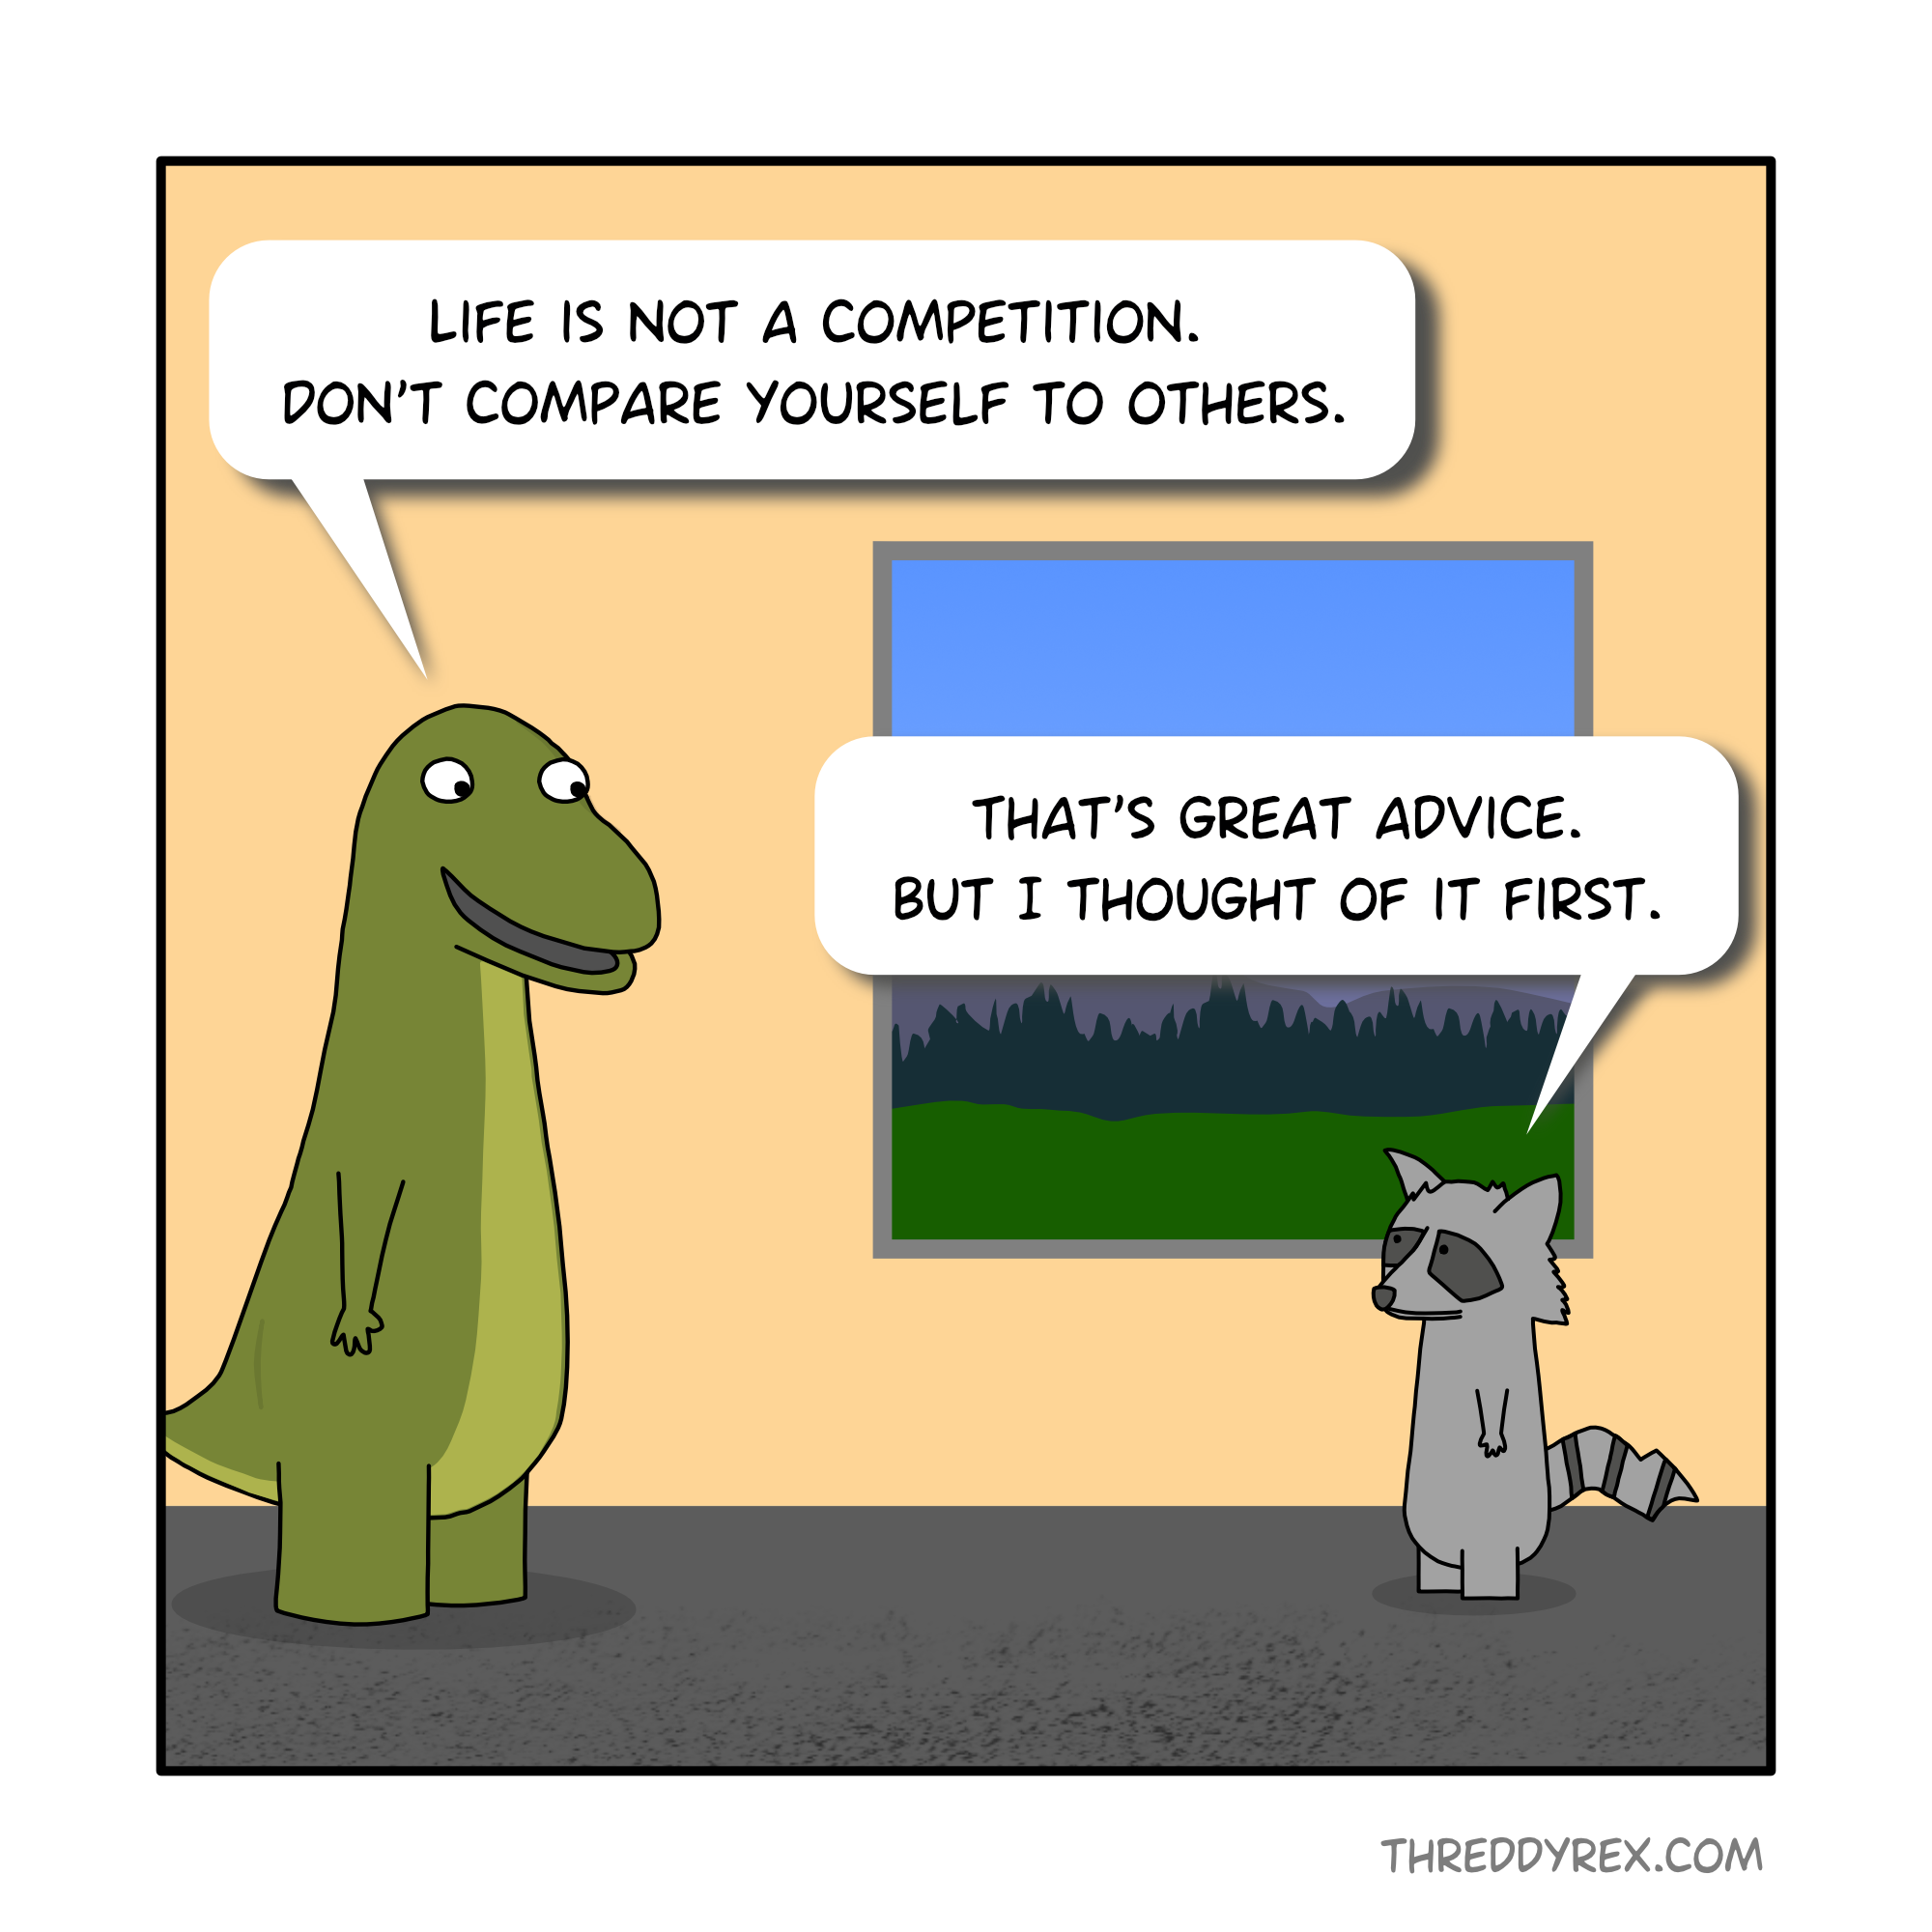 LIFE IS NOT A COMPETITION.
DON'T COMPARE YOURSELF TO OTHERS.
THAT'S GREAT ADVICE.
BUT I THOUGHT OF IT FIRST.
THREDDYREX.COM